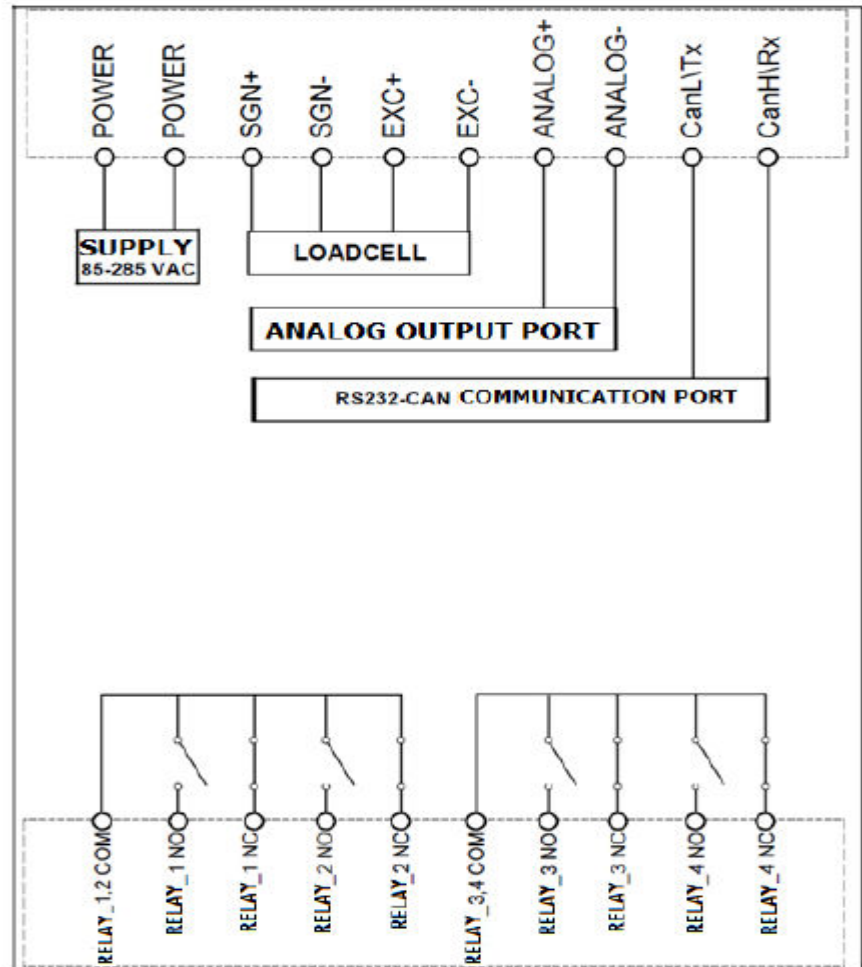 POWER
POWER
SGN+
SGN-
EXC+
EXC-
ANALOG+
ANALOG-
CanL\Tx
CanH\Rx
SUPPLY
85-285 VAC
LOADCELL
ANALOG OUTPUT PORT
RS232-CAN COMMUNICATION PORT
RELAY_1,2 COM
RELAY_1 NO
RELAY_1 NC
RELAY_2 NO
RELAY_2 NC
RELAY_3,4 COM
RELAY_3 NO
RELAY_3 NC
RELAY_4 NO
RELAY_4 NC